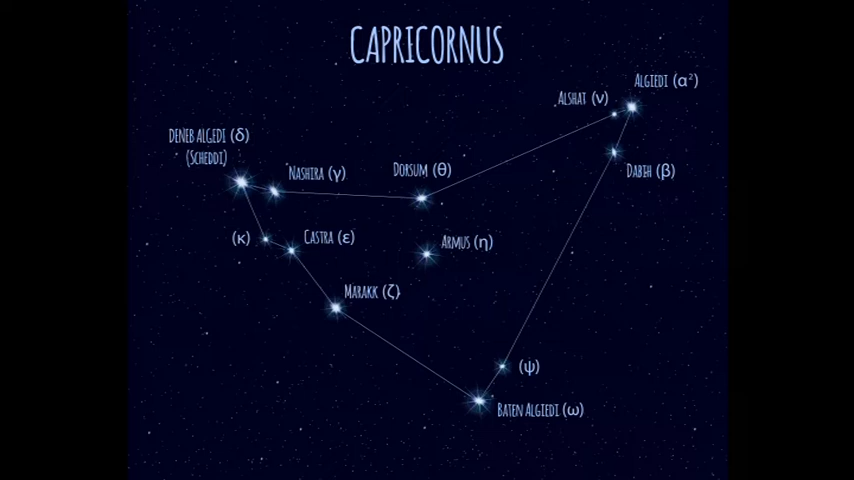 CAPRICORNUS
ALGIEDI (α²)
ALSHAT (ν)
DENEB ALGEDI (δ)
(SCHEDDI)
NASHIRA (γ)
DORSUM (θ)
DABIH (β)
(κ)
CASTRA (ε)
ARMUS (η)
MARAKK (ζ)
(ψ)
BATEN ALGIEDI (ω)